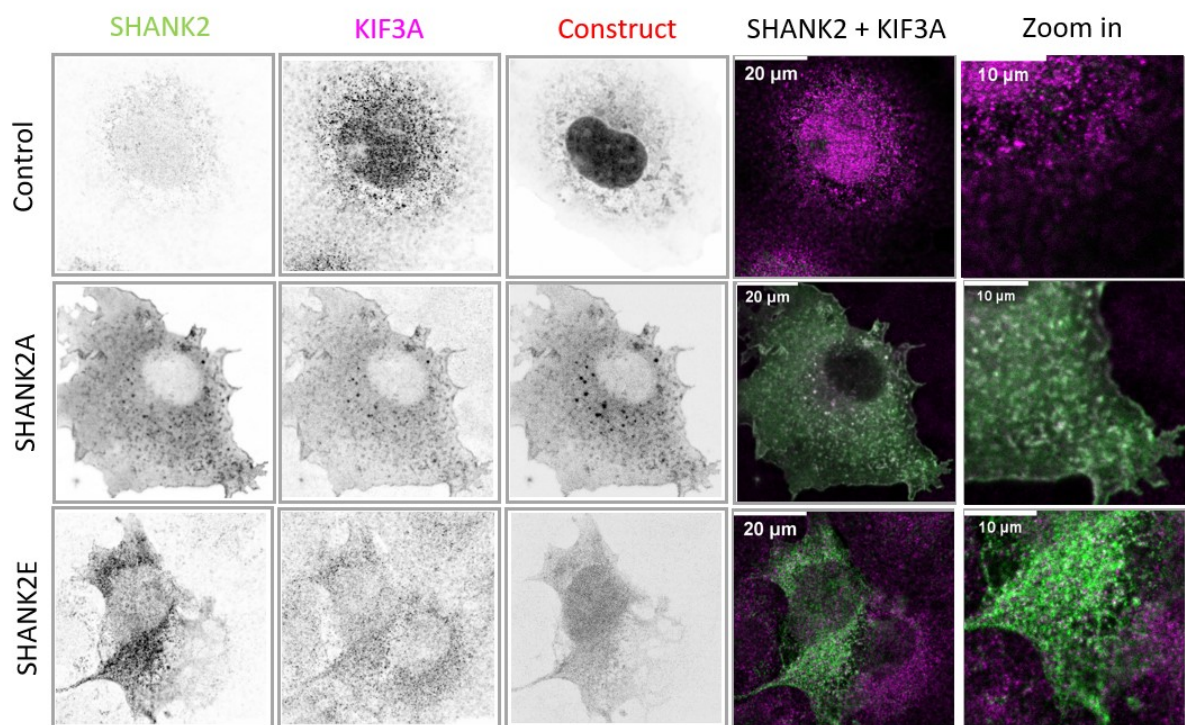 SHANK2 KIF3A Construct SHANK2 + KIF3A Zoom in
Control 20 µm 10 µm
SHANK2A 20 µm 10 µm
SHANK2E 20 µm 10 µm